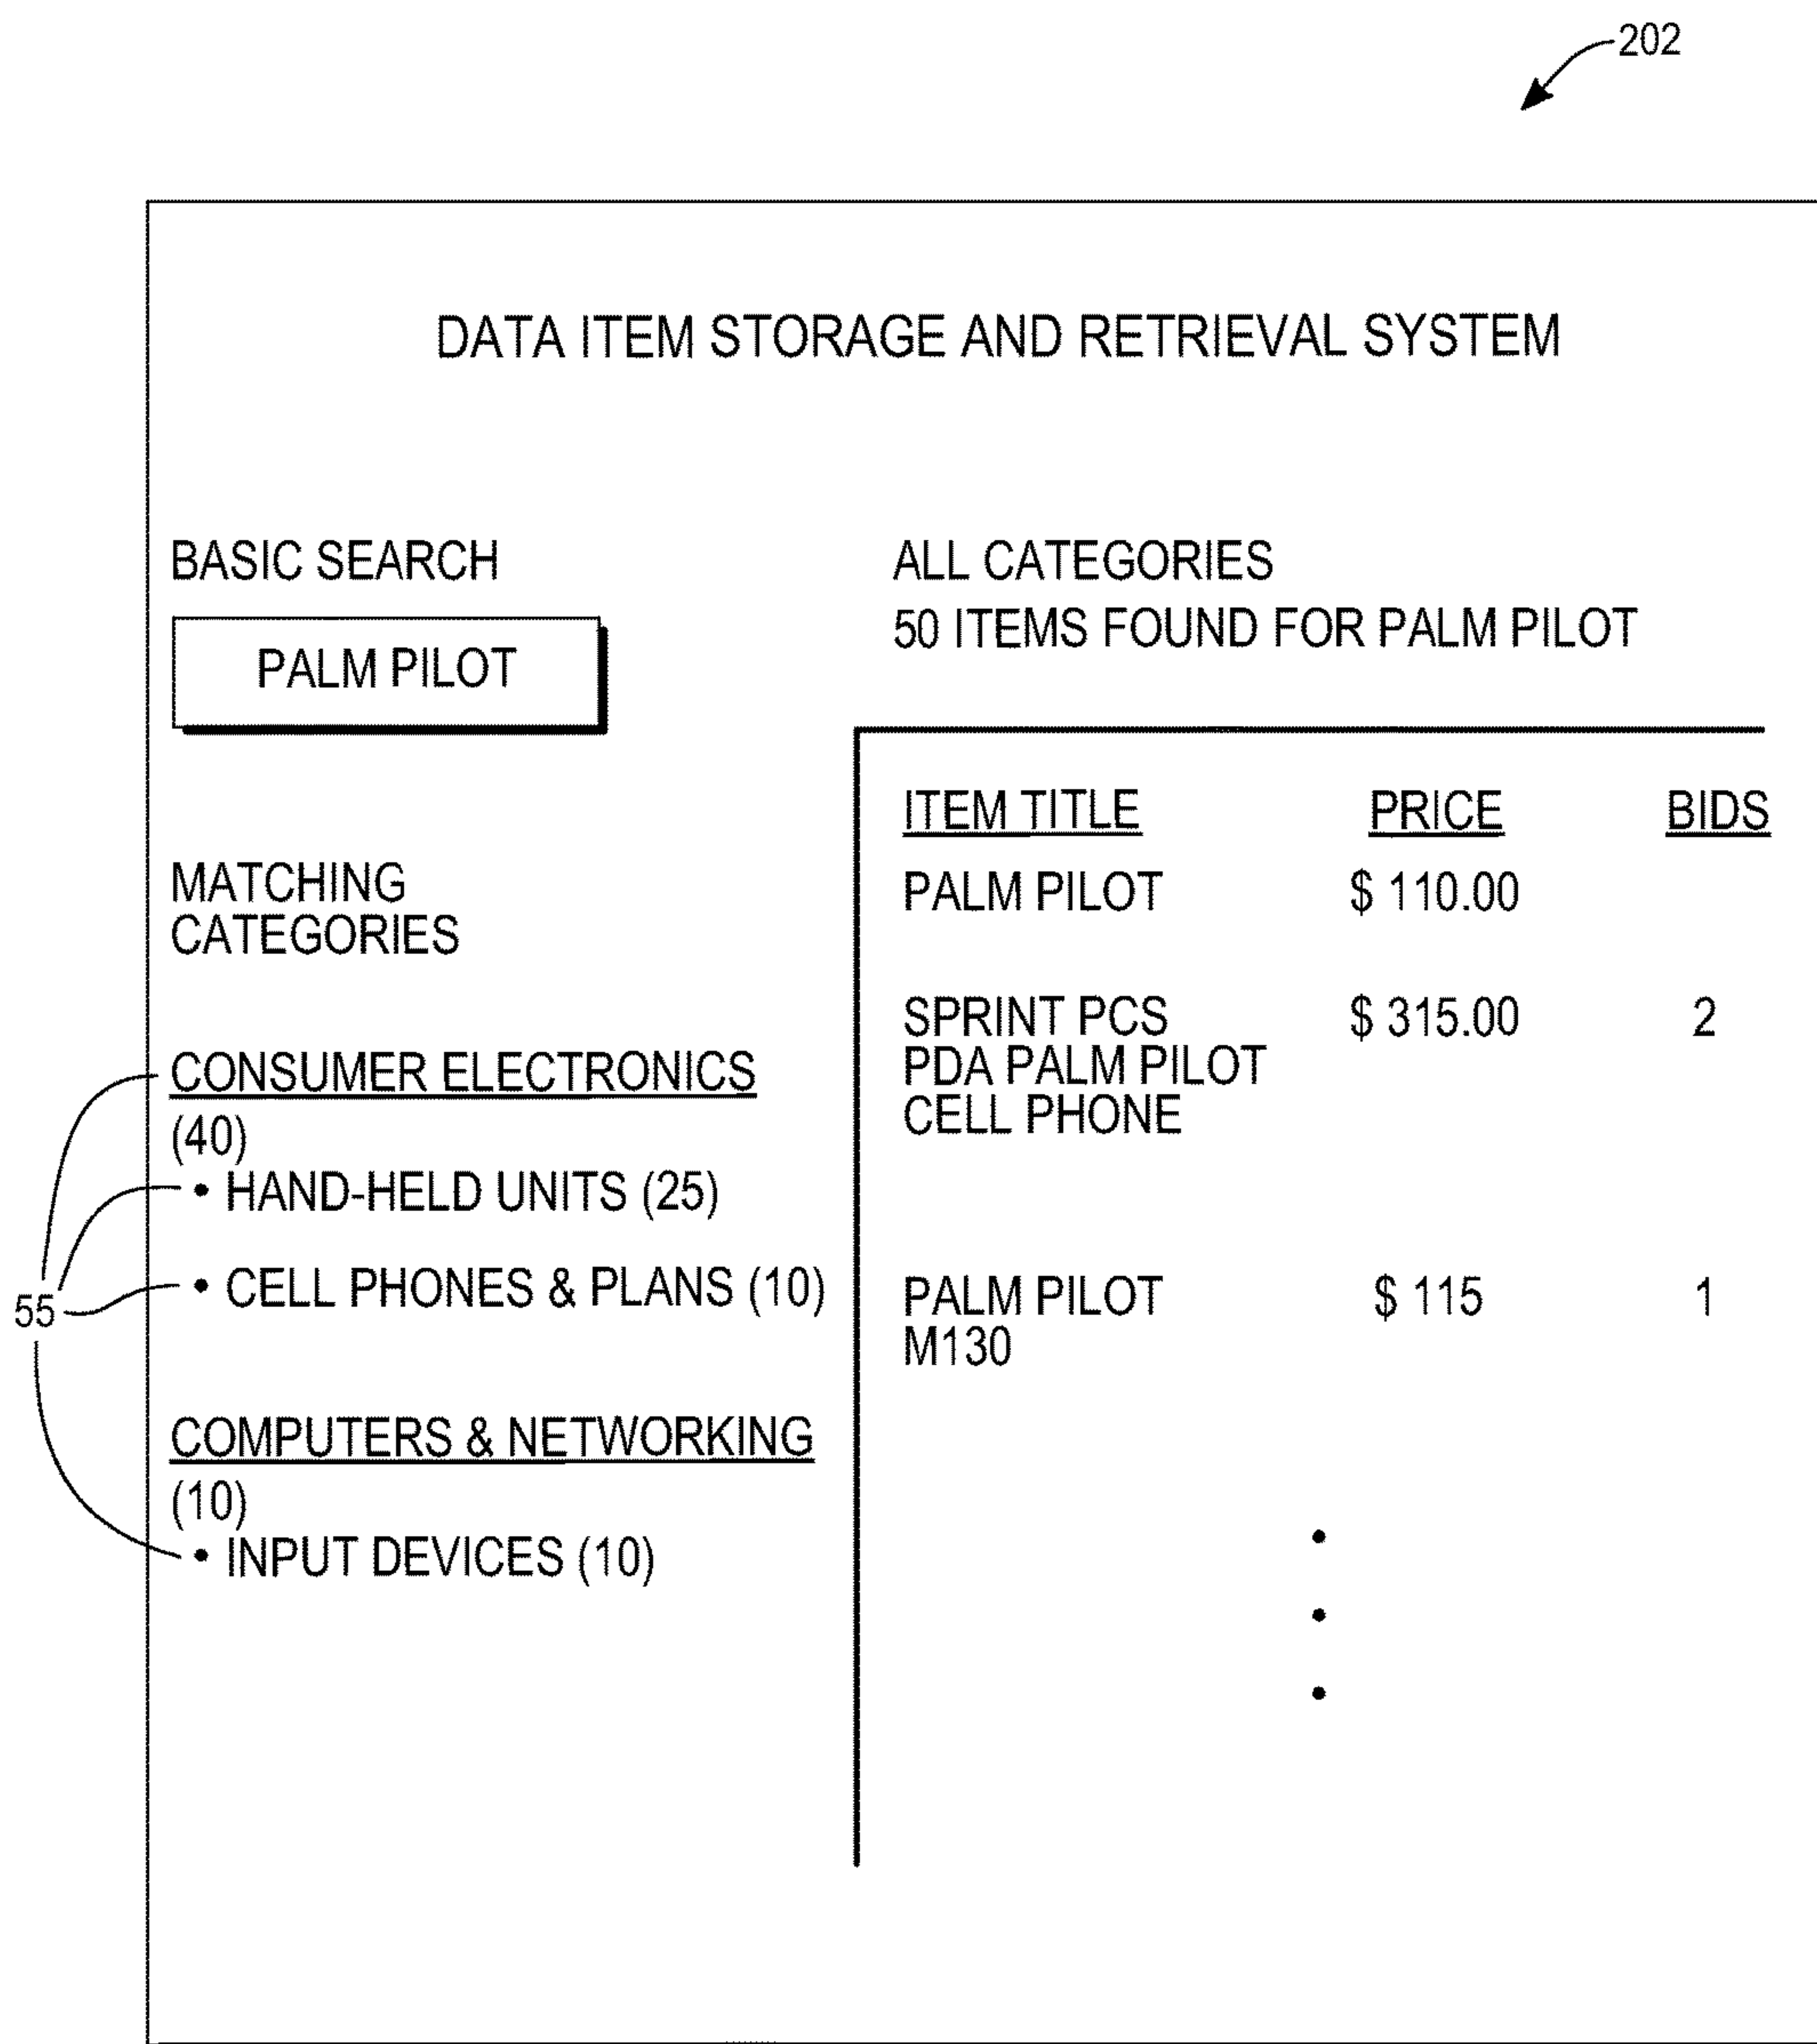 202
DATA ITEM STORAGE AND RETRIEVAL SYSTEM
BASIC SEARCH
PALM PILOT
ALL CATEGORIES
50 ITEMS FOUND FOR PALM PILOT
MATCHING
CATEGORIES
CONSUMER ELECTRONICS
(40)
• HAND-HELD UNITS (25)
• CELL PHONES & PLANS (10)
COMPUTERS & NETWORKING
(10)
• INPUT DEVICES (10)
55
ITEM TITLE PRICE BIDS
PALM PILOT $ 110.00
SPRINT PCS $ 315.00 2
PDA PALM PILOT
CELL PHONE
PALM PILOT $ 115 1
M130